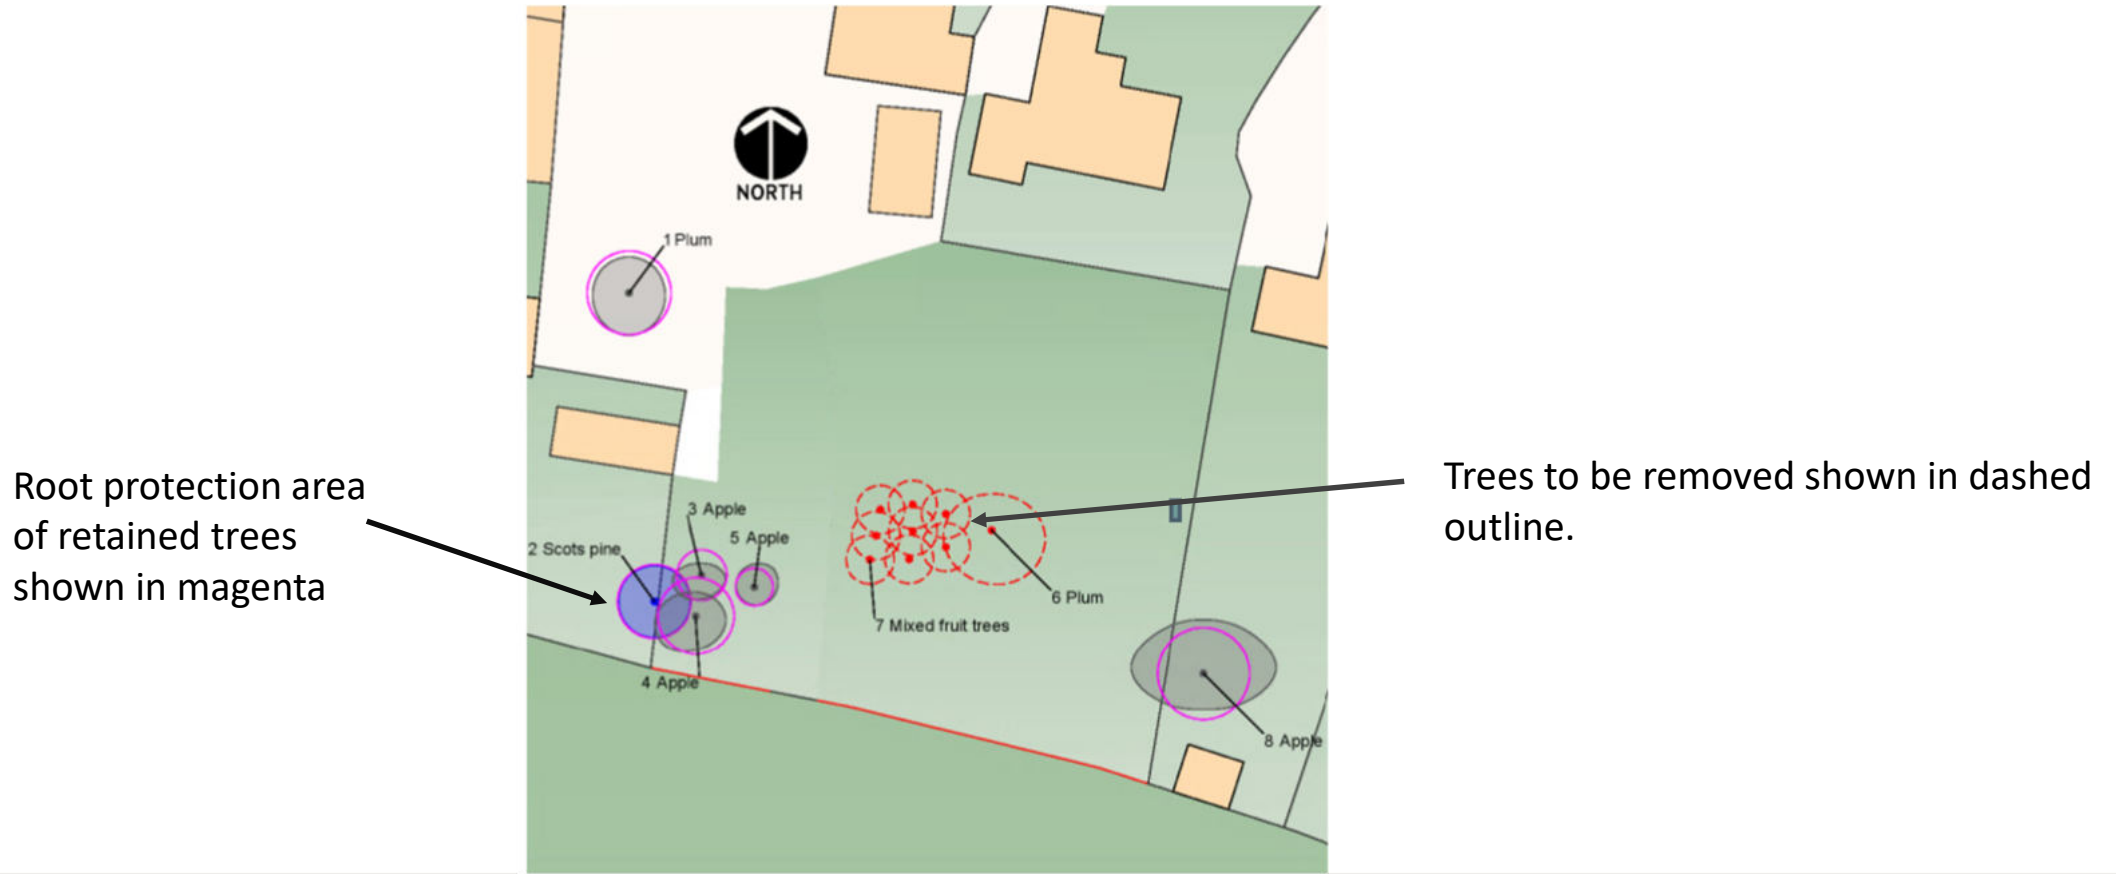 NORTH
1 Plum
Root protection area
of retained trees
shown in magenta
Trees to be removed shown in dashed
outline.
3 Apple
5 Apple
2 Scots pine
6 Plum
7 Mixed fruit trees
4 Apple
8 Apple